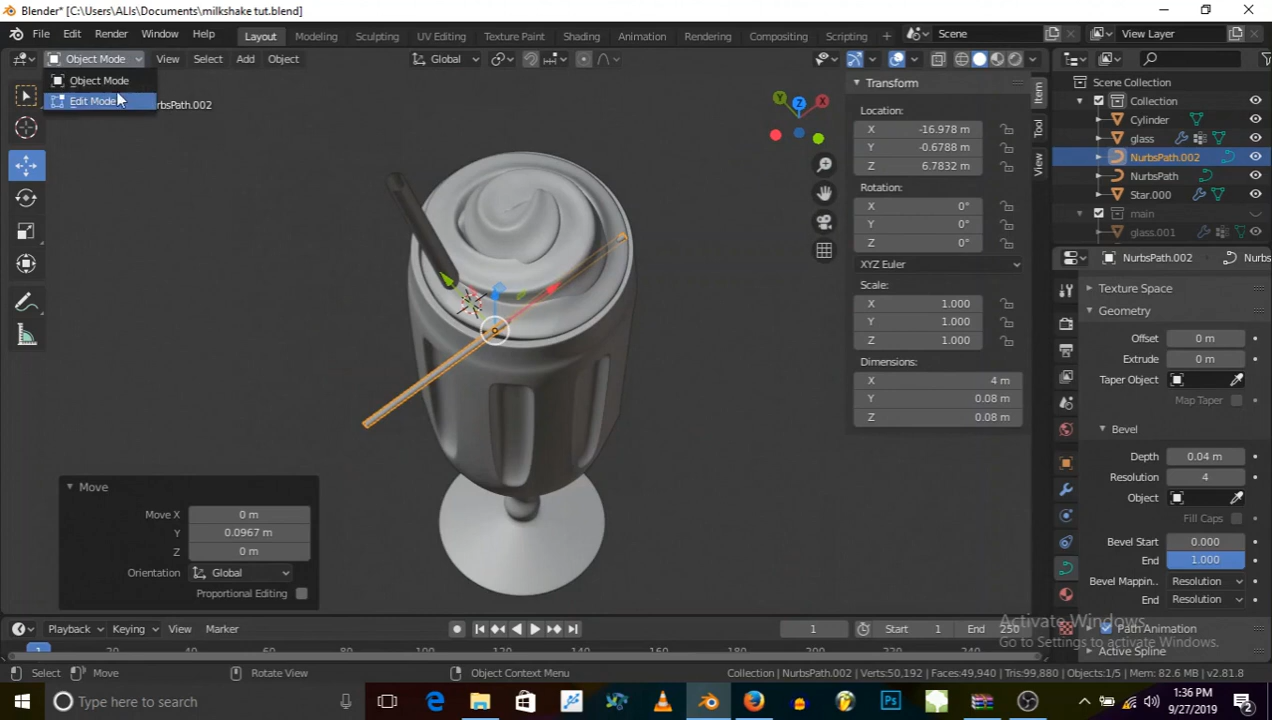 Blender* [C:\Users\ALIs\Documents\milkshake tut.blend]
File Edit Render Window Help Layout Modeling Sculpting UV Editing Texture Paint Shading Animation Rendering Compositing Scripting + Scene View Layer
Object Mode View Select Add Object Global
Object Mode
Edit Mode
rbsPath.002
Transform
Location:
X -16.978 m
Y -0.6788 m
Z 6.7832 m
Rotation:
X 0°
Y 0°
Z 0°
XYZ Euler
Scale:
X 1.000
Y 1.000
Z 1.000
Dimensions:
X 4 m
Y 0.08 m
Z 0.08 m
Item
Tool
View
Y
Z
X
Scene Collection
Collection
Cylinder
glass
NurbsPath.002
NurbsPath
Star.000
main
glass.001
NurbsPath.002 Nurbs
Texture Space
Geometry
Offset 0 m
Extrude 0 m
Taper Object
Map Taper
Bevel
Depth 0.04 m
Resolution 4
Object
Fill Caps
Bevel Start 0.000
End 1.000
Bevel Mappin.. Resolution
End Resolution
Path Animation
Active Spline
Activate Windows
Go to Settings to activate Windows.
Move
Move X 0 m
Y 0.0967 m
Z 0 m
Orientation Global
Proportional Editing
Playback Keying View Marker 1 Start 1 End 250
1
Select Move Rotate View Object Context Menu Collection | NurbsPath.002 | Verts:50,192 | Faces:49,940 | Tris:99,880 | Objects:1/5 | Mem: 82.6 MB | v2.81.8
Type here to search
1:36 PM
9/27/2019
2